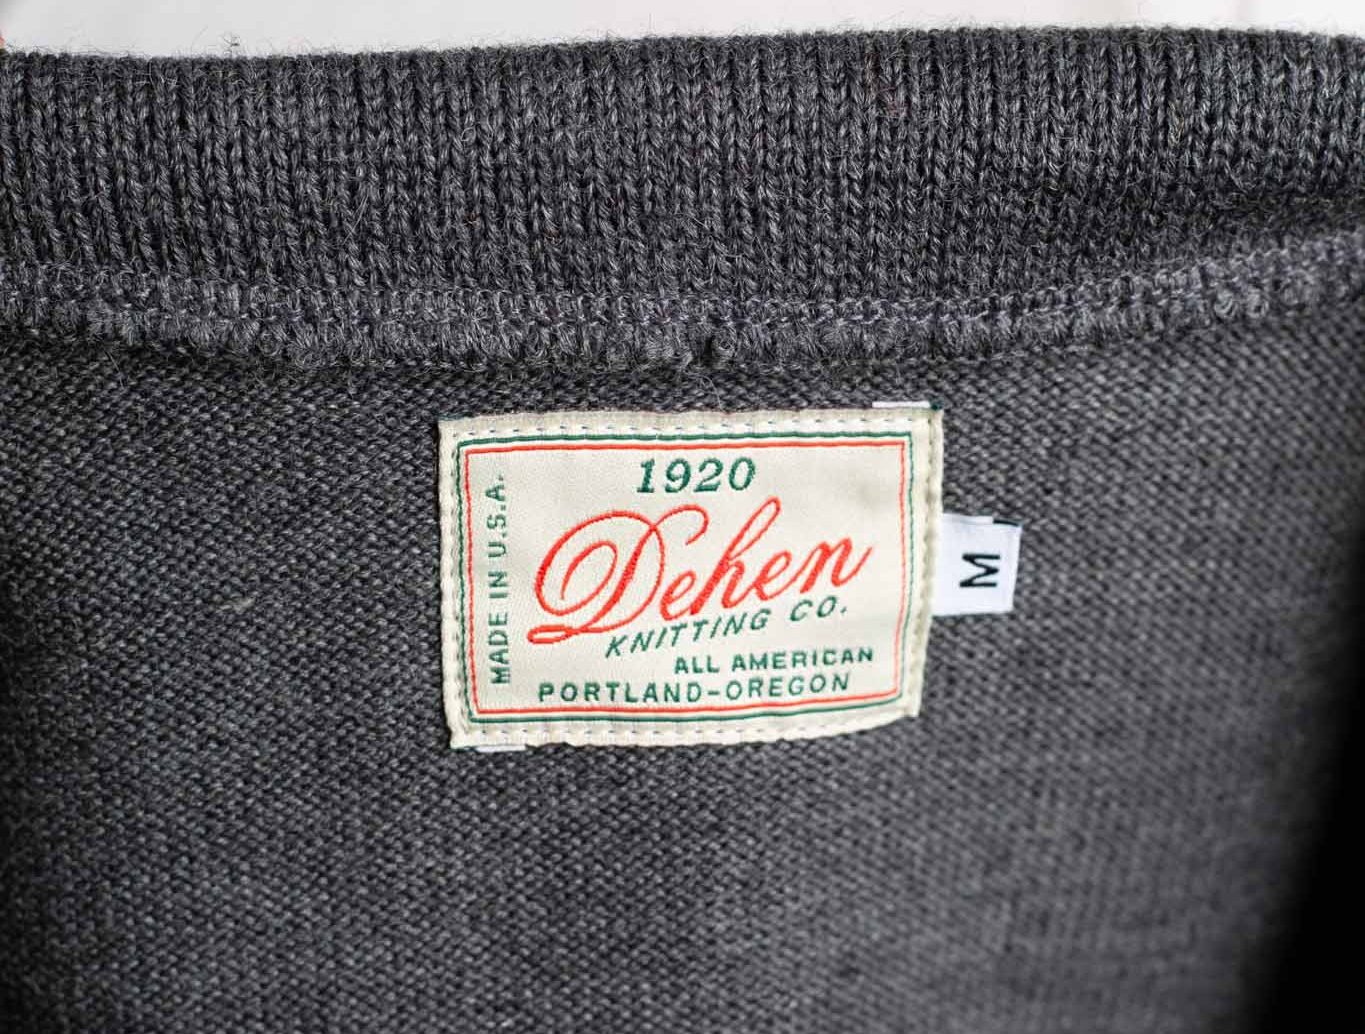 1920
Dehen
KNITTING CO.
ALL AMERICAN
PORTLAND-OREGON
MADE IN U.S.A.
M